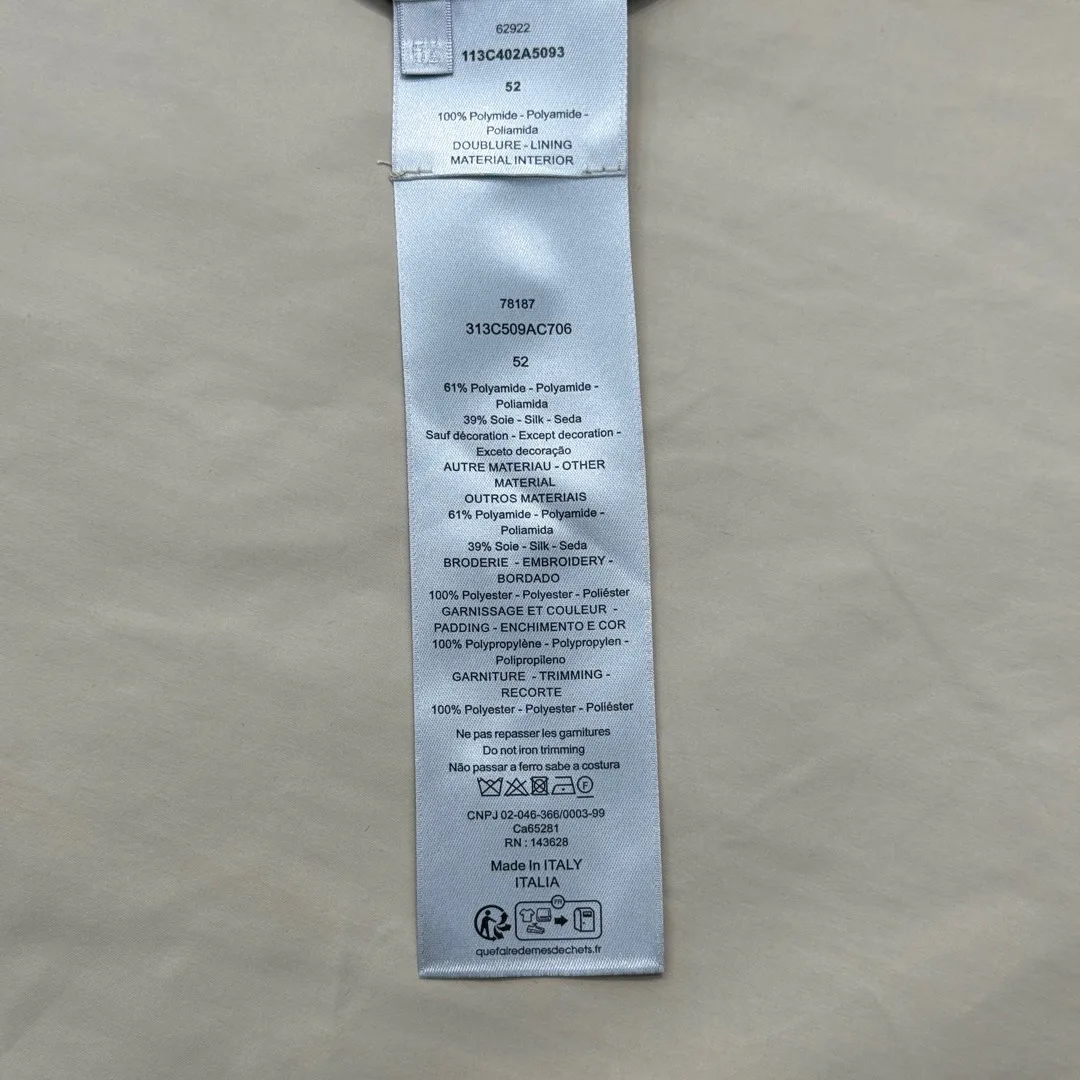 62922
113C402A5093
52
100% Polymide - Polyamide -
Poliamida
DOUBLURE - LINING
MATERIAL INTERIOR
78187
313C509AC706
52
61% Polyamide - Polyamide -
Poliamida
39% Soie - Silk - Seda
Sauf décoration - Except decoration -
Exceto decoração
AUTRE MATERIAU - OTHER
MATERIAL
OUTROS MATERIAIS
61% Polyamide - Polyamide -
Poliamida
39% Soie - Silk - Seda
BRODERIE - EMBROIDERY -
BORDADO
100% Polyester - Polyester - Poliéster
GARNISSAGE ET COULEUR -
PADDING - ENCHIMENTO E COR
100% Polypropylène - Polypropylen -
Polipropileno
GARNITURE - TRIMMING -
RECORTE
100% Polyester - Polyester - Poliéster
Ne pas repasser les garnitures
Do not iron trimming
Não passar a ferro sabe a costura
F
CNPJ 02-046-366/0003-99
Ca65281
RN : 143628
Made In ITALY
ITALIA
FR
quefairedemesdechets.fr